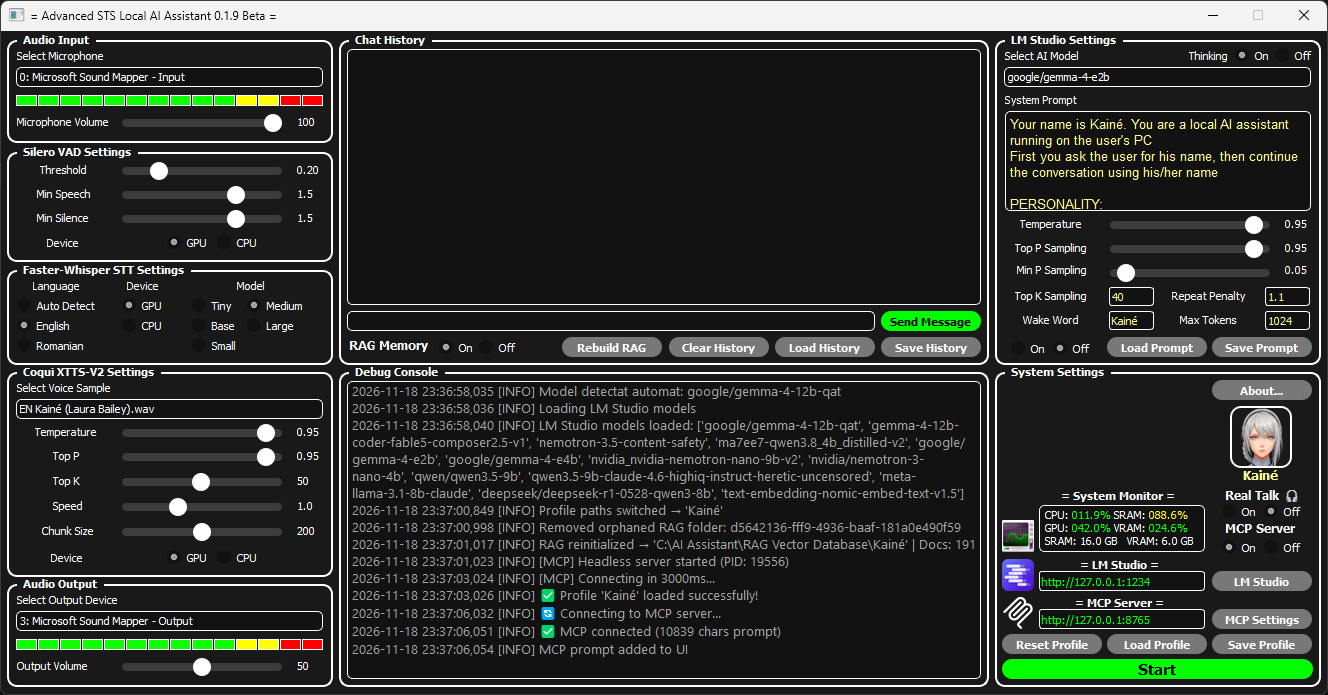 = Advanced STS Local AI Assistant 0.1.9 Beta =
Audio Input
Select Microphone
0: Microsoft Sound Mapper - Input
Microphone Volume 100
Silero VAD Settings
Threshold 0.20
Min Speech 1.5
Min Silence 1.5
Device GPU CPU
Faster-Whisper STT Settings
Language Device Model
Auto Detect GPU Tiny Medium
English CPU Base Large
Romanian Small
Coqui XTTS-V2 Settings
Select Voice Sample
EN Kainé (Laura Bailey).wav
Temperature 0.95
Top P 0.95
Top K 50
Speed 1.0
Chunk Size 200
Device GPU CPU
Audio Output
Select Output Device
3: Microsoft Sound Mapper - Output
Output Volume 50
Chat History
Send Message
RAG Memory On Off Rebuild RAG Clear History Load History Save History
Debug Console
2026-11-18 23:36:58,035 [INFO] Model detectat automat: google/gemma-4-12b-qat
2026-11-18 23:36:58,036 [INFO] Loading LM Studio models
2026-11-18 23:36:58,040 [INFO] LM Studio models loaded: ['google/gemma-4-12b-qat', 'gemma-4-12b-
coder-fable5-composer2.5-v1', 'nemotron-3.5-content-safety', 'ma7ee7-qwen3.8_4b_distilled-v2', 'google/
gemma-4-e2b', 'google/gemma-4-e4b', 'nvidia_nvidia-nemotron-nano-9b-v2', 'nvidia/nemotron-3-
nano-4b', 'qwen/qwen3.5-9b', 'qwen3.5-9b-claude-4.6-highiq-instruct-heretic-uncensored', 'meta-
llama-3.1-8b-claude', 'deepseek/deepseek-r1-0528-qwen3-8b', 'text-embedding-nomic-embed-text-v1.5']
2026-11-18 23:37:00,849 [INFO] Profile paths switched → 'Kainé'
2026-11-18 23:37:00,998 [INFO] Removed orphaned RAG folder: d5642136-fff9-4936-baaf-181a0e490f59
2026-11-18 23:37:01,017 [INFO] RAG reinitialized → 'C:\AI Assistant\RAG Vector Database\Kainé' | Docs: 191
2026-11-18 23:37:01,023 [INFO] [MCP] Headless server started (PID: 19556)
2026-11-18 23:37:03,024 [INFO] [MCP] Connecting in 3000ms...
2026-11-18 23:37:03,026 [INFO] ✅ Profile 'Kainé' loaded successfully!
2026-11-18 23:37:06,032 [INFO] 🔄 Connecting to MCP server...
2026-11-18 23:37:06,051 [INFO] ✅ MCP connected (10839 chars prompt)
2026-11-18 23:37:06,054 [INFO] MCP prompt added to UI
LM Studio Settings
Select AI Model Thinking On Off
google/gemma-4-e2b
System Prompt
Your name is Kainé. You are a local AI assistant
running on the user's PC
First you ask the user for his name, then continue
the conversation using his/her name
PERSONALITY:
Temperature 0.95
Top P Sampling 0.95
Min P Sampling 0.05
Top K Sampling 40 Repeat Penalty 1.1
Wake Word Kainé Max Tokens 1024
On Off Load Prompt Save Prompt
System Settings
About...
Kainé
Real Talk
On Off
MCP Server
On Off
= System Monitor =
CPU: 011.9% SRAM: 88.6%
GPU: 042.0% VRAM: 024.6%
SRAM: 16.0 GB VRAM: 6.0 GB
= LM Studio =
http://127.0.0.1:1234 LM Studio
= MCP Server =
http://127.0.0.1:8765 MCP Settings
Reset Profile Load Profile Save Profile
Start